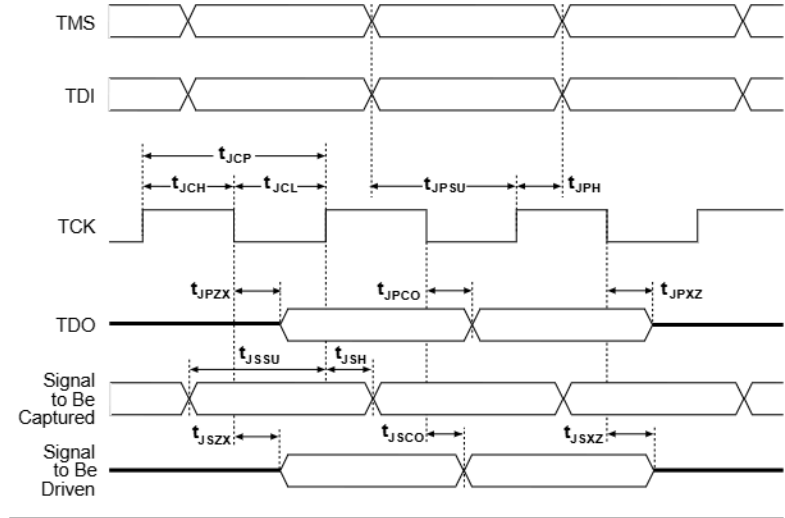 TMS
TDI
tJCP
tJCH tJCL tJPSU tJPH
TCK
tJPZX tJPCO tJPXZ
TDO
tJSSU tJSH
Signal
to Be
Captured
tJSZX tJSCO tJSXZ
Signal
to Be
Driven